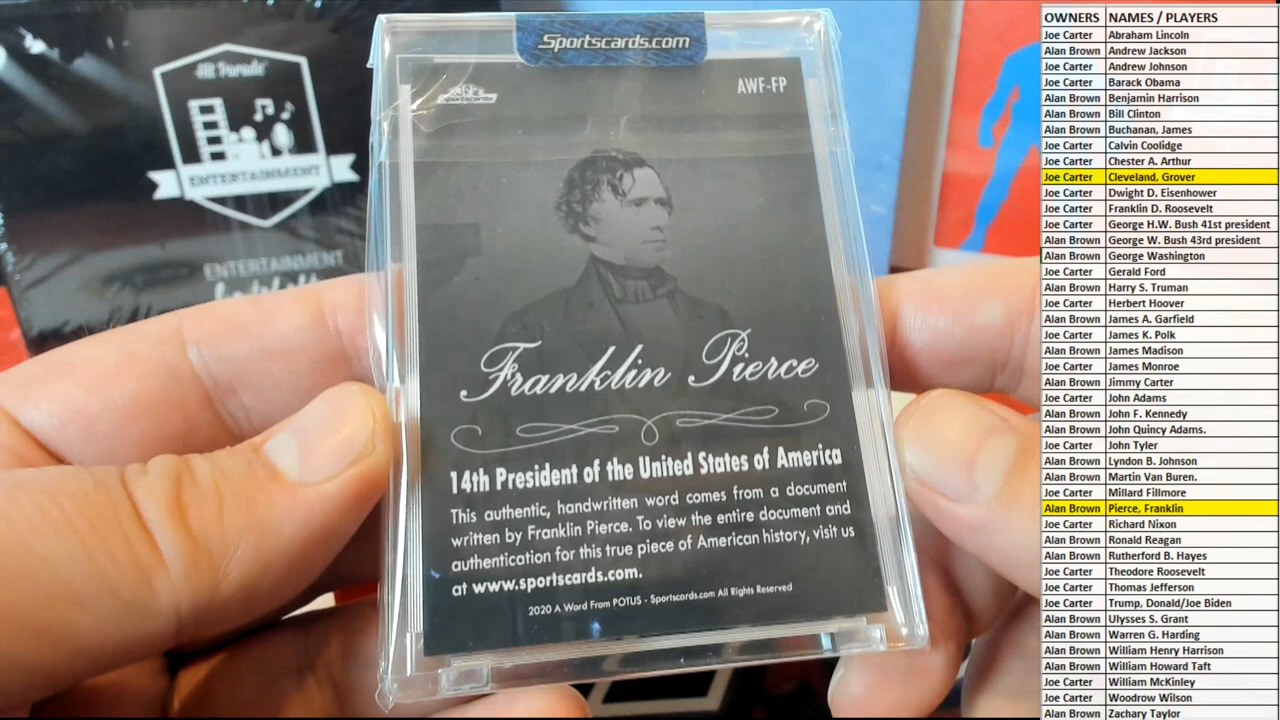 Hit Parade
ENTERTAINMENT
ENTERTAINMENT
Sportscards.com
sportscards
AWF-FP
Franklin Pierce
14th President of the United States of America
This authentic, handwritten word comes from a document
written by Franklin Pierce. To view the entire document and
authentication for this true piece of American history, visit us
at www.sportscards.com.
2020 A Word From POTUS - Sportscards.com All Rights Reserved
OWNERS NAMES / PLAYERS
Joe Carter Abraham Lincoln
Alan Brown Andrew Jackson
Joe Carter Andrew Johnson
Joe Carter Barack Obama
Alan Brown Benjamin Harrison
Alan Brown Bill Clinton
Alan Brown Buchanan, James
Joe Carter Calvin Coolidge
Joe Carter Chester A. Arthur
Joe Carter Cleveland, Grover
Joe Carter Dwight D. Eisenhower
Joe Carter Franklin D. Roosevelt
Joe Carter George H.W. Bush 41st president
Alan Brown George W. Bush 43rd president
Alan Brown George Washington
Joe Carter Gerald Ford
Alan Brown Harry S. Truman
Joe Carter Herbert Hoover
Alan Brown James A. Garfield
Joe Carter James K. Polk
Alan Brown James Madison
Joe Carter James Monroe
Alan Brown Jimmy Carter
Joe Carter John Adams
Alan Brown John F. Kennedy
Alan Brown John Quincy Adams.
Joe Carter John Tyler
Alan Brown Lyndon B. Johnson
Alan Brown Martin Van Buren.
Joe Carter Millard Fillmore
Alan Brown Pierce, Franklin
Joe Carter Richard Nixon
Alan Brown Ronald Reagan
Alan Brown Rutherford B. Hayes
Joe Carter Theodore Roosevelt
Joe Carter Thomas Jefferson
Joe Carter Trump, Donald/Joe Biden
Alan Brown Ulysses S. Grant
Alan Brown Warren G. Harding
Alan Brown William Henry Harrison
Alan Brown William Howard Taft
Joe Carter William McKinley
Joe Carter Woodrow Wilson
Alan Brown Zachary Taylor